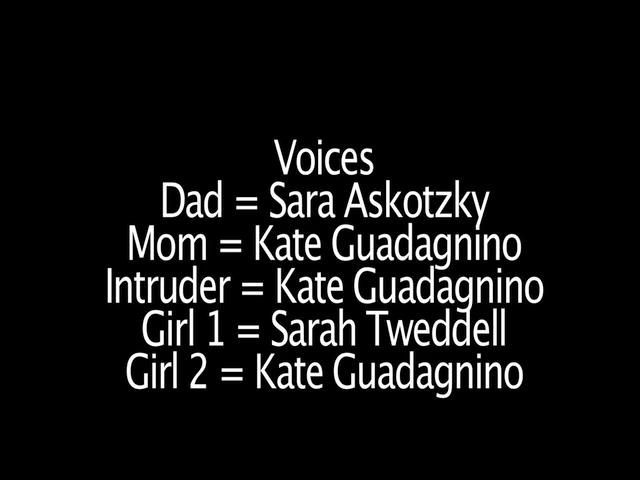 Voices
Dad = Sara Askotzky
Mom = Kate Guadagnino
Intruder = Kate Guadagnino
Girl 1 = Sarah Tweddell
Girl 2 = Kate Guadagnino